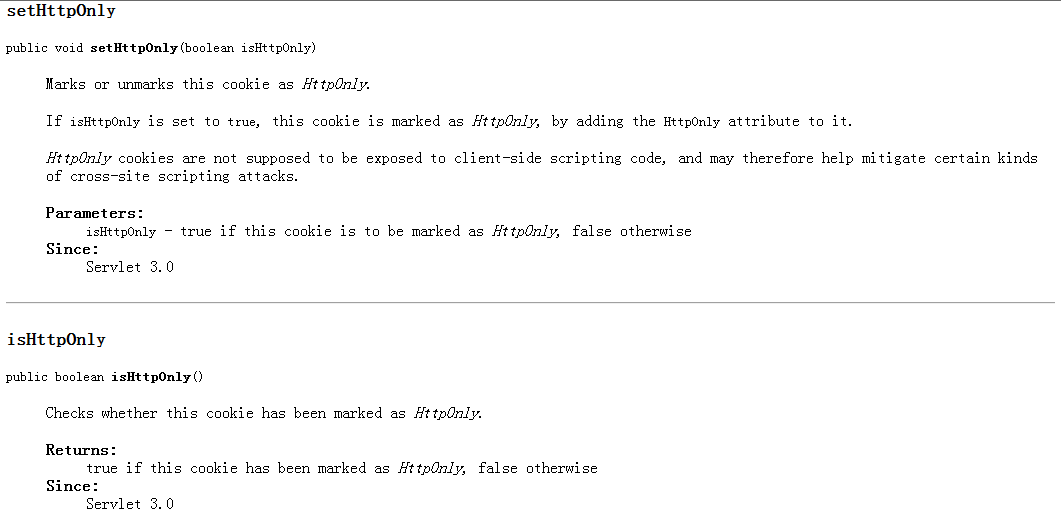 setHttpOnly
public void setHttpOnly(boolean isHttpOnly)
Marks or unmarks this cookie as HttpOnly.
If isHttpOnly is set to true, this cookie is marked as HttpOnly, by adding the HttpOnly attribute to it.
HttpOnly cookies are not supposed to be exposed to client-side scripting code, and may therefore help mitigate certain kinds
of cross-site scripting attacks.
Parameters:
isHttpOnly - true if this cookie is to be marked as HttpOnly, false otherwise
Since:
Servlet 3.0
isHttpOnly
public boolean isHttpOnly()
Checks whether this cookie has been marked as HttpOnly.
Returns:
true if this cookie has been marked as HttpOnly, false otherwise
Since:
Servlet 3.0